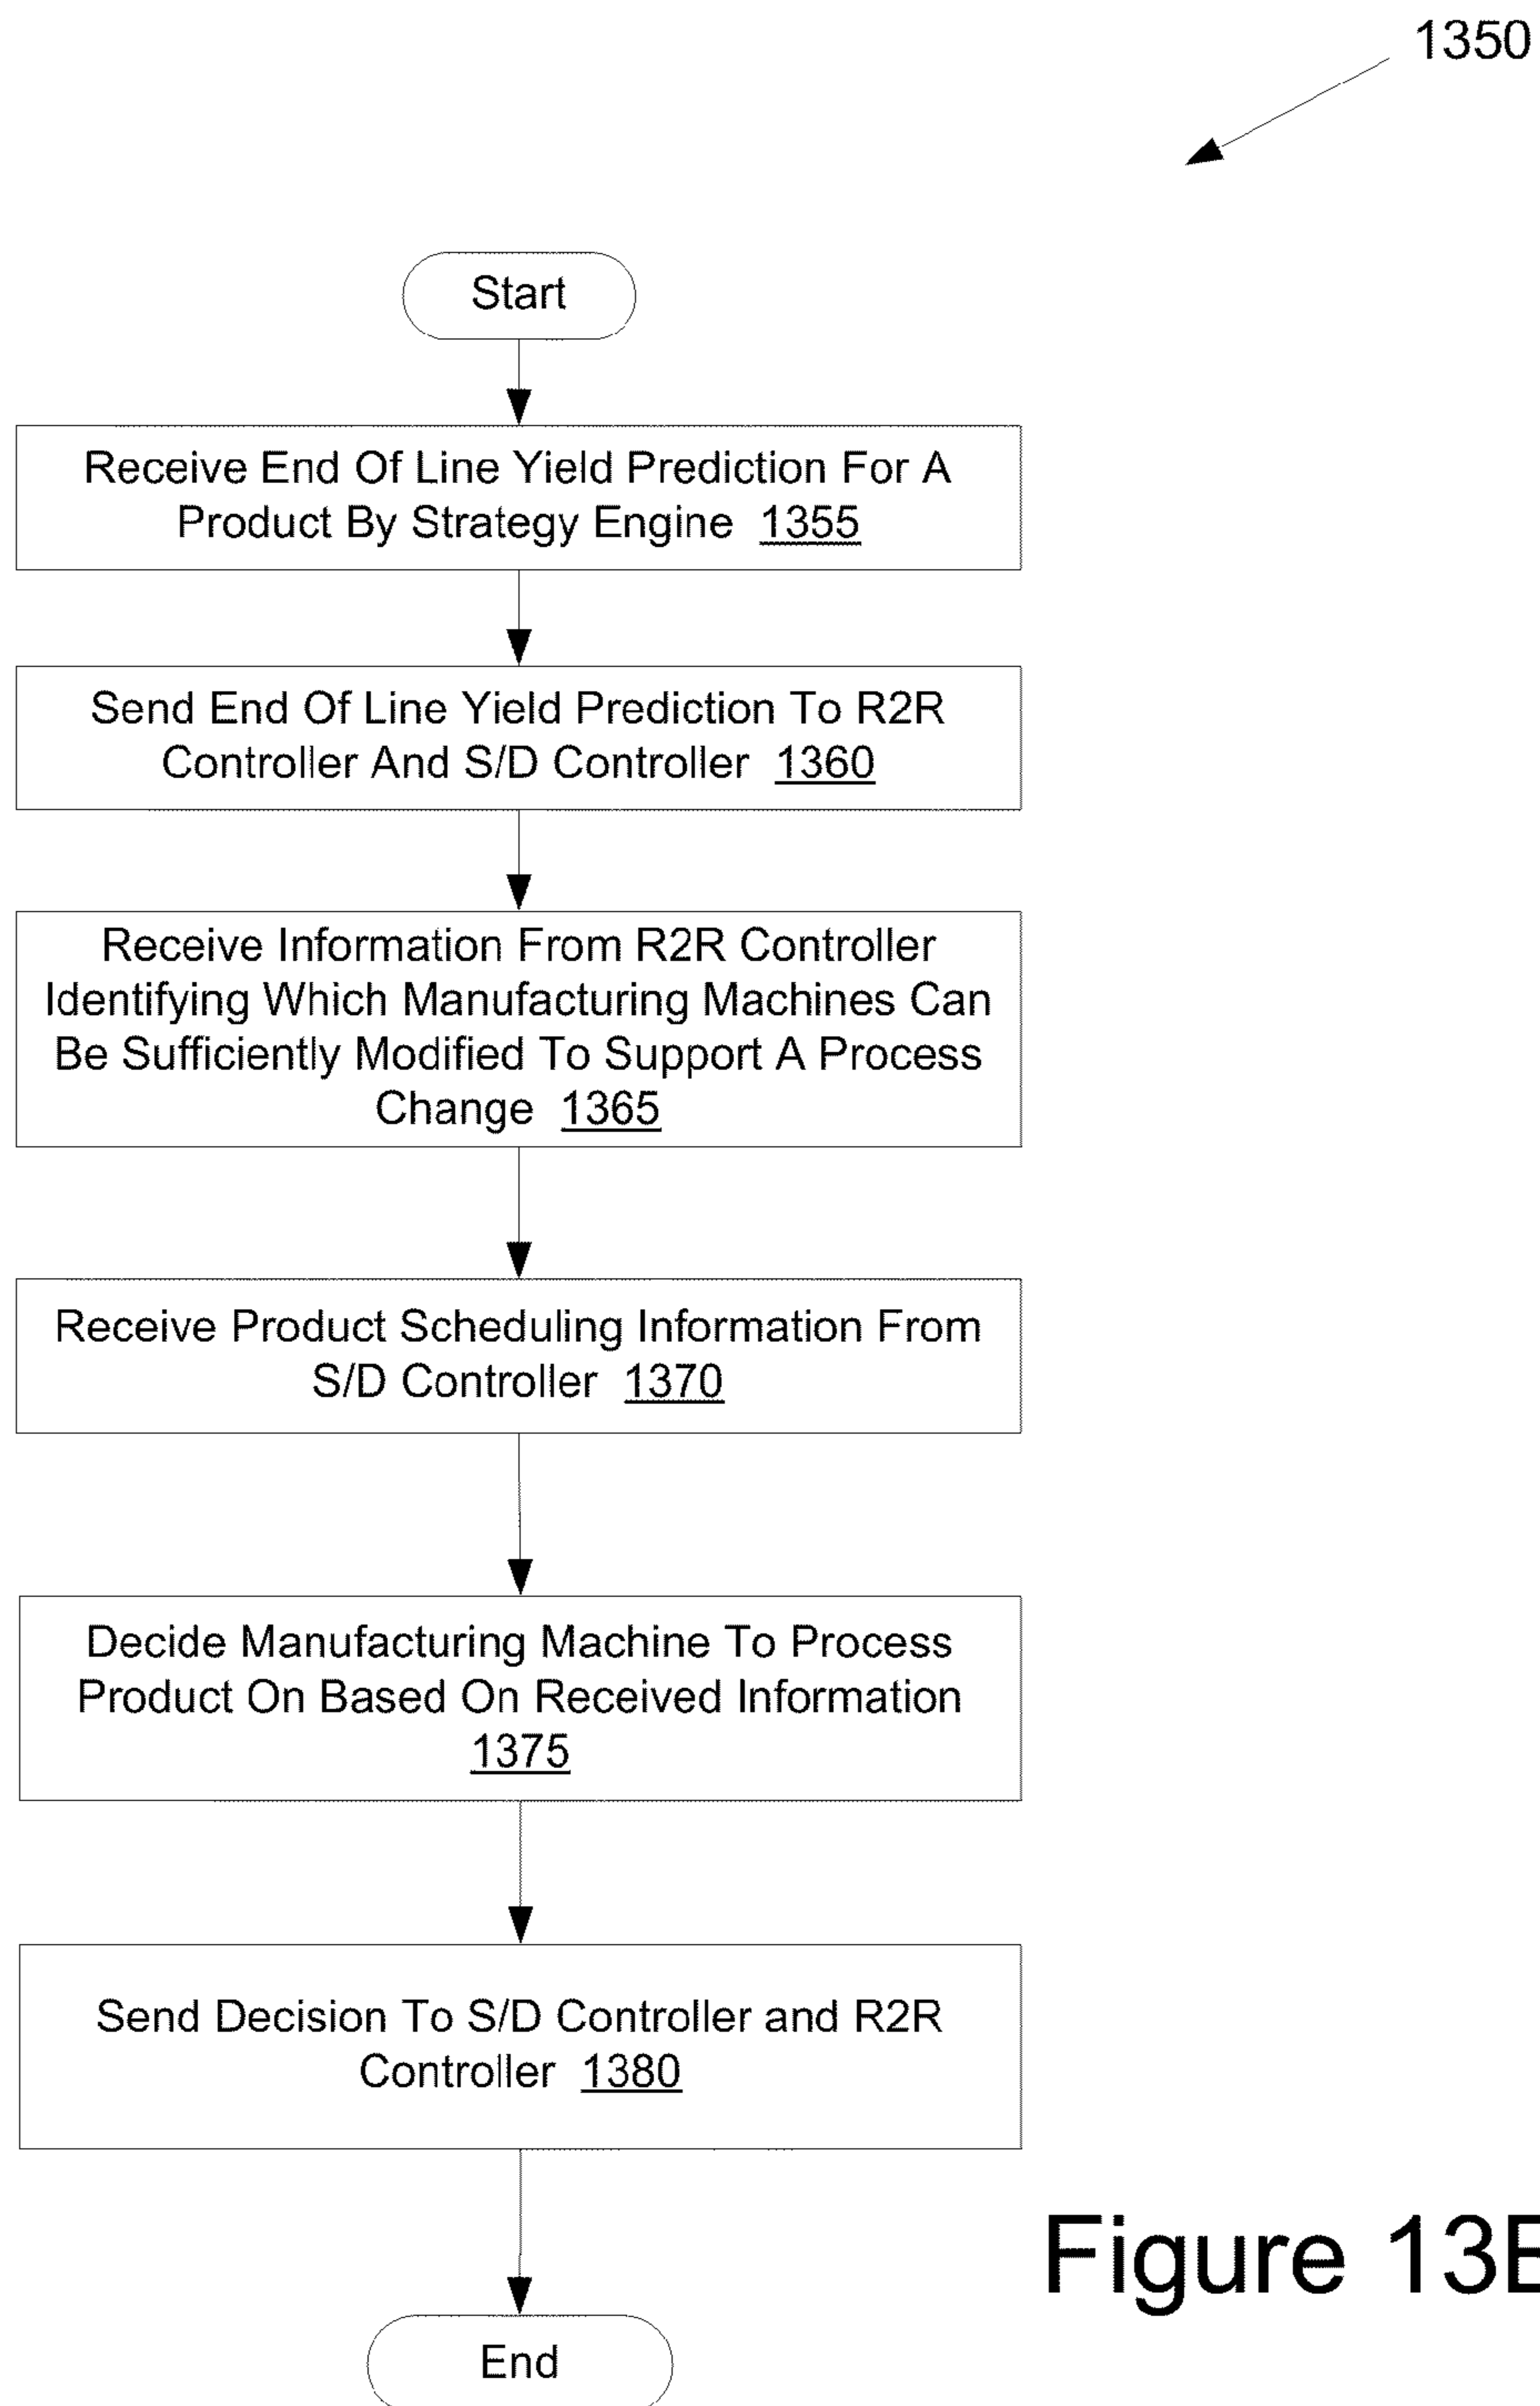 1350
Start
Receive End Of Line Yield Prediction For A
Product By Strategy Engine 1355
Send End Of Line Yield Prediction To R2R
Controller And S/D Controller 1360
Receive Information From R2R Controller
Identifying Which Manufacturing Machines Can
Be Sufficiently Modified To Support A Process
Change 1365
Receive Product Scheduling Information From
S/D Controller 1370
Decide Manufacturing Machine To Process
Product On Based On Received Information
1375
Send Decision To S/D Controller and R2R
Controller 1380
End
Figure